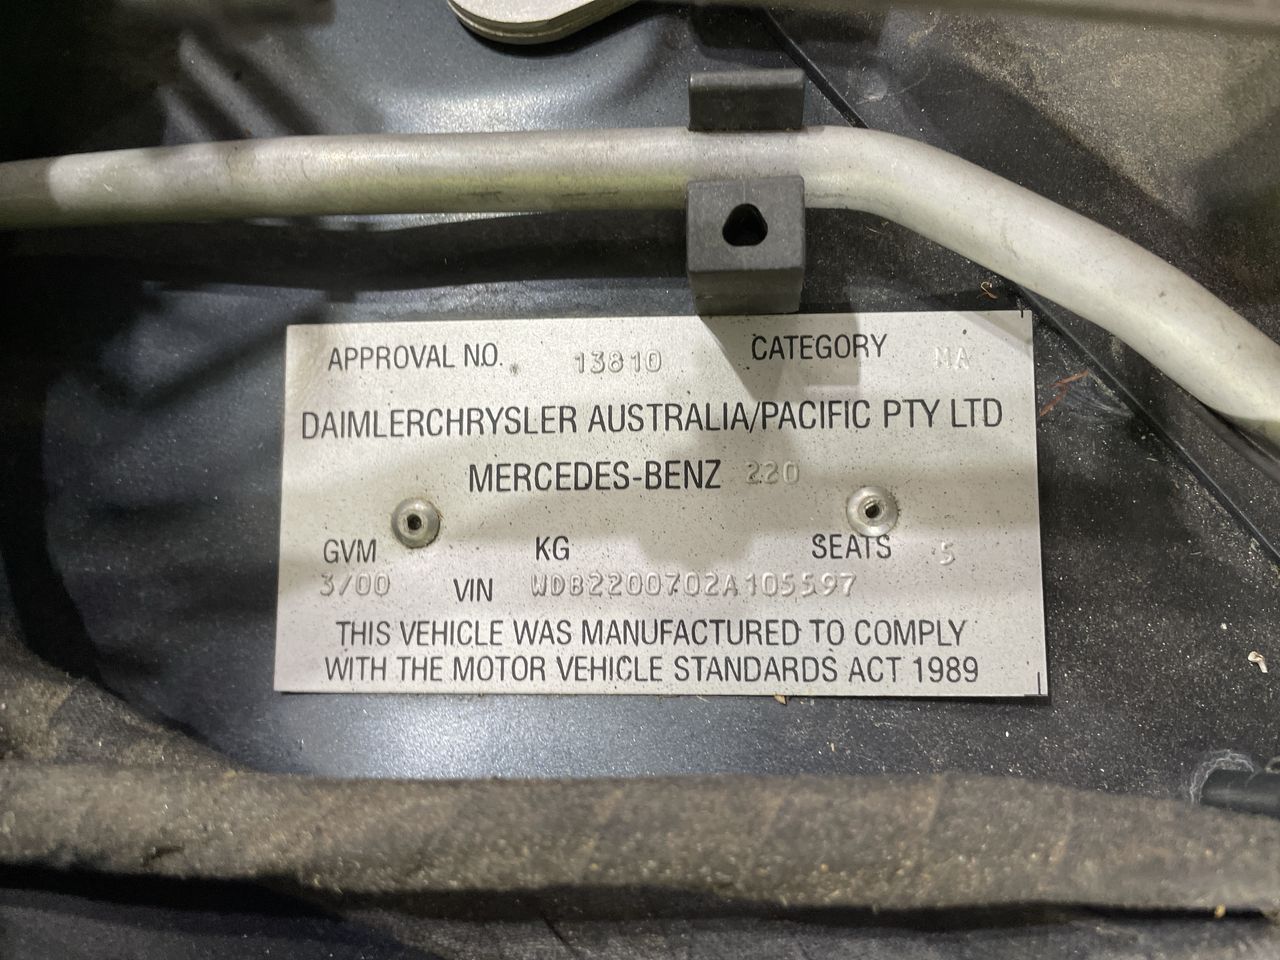 APPROVAL NO. 13810 CATEGORY MA
DAIMLERCHRYSLER AUSTRALIA/PACIFIC PTY LTD
MERCEDES-BENZ 220
GVM KG SEATS 5
3/00 VIN WDB2200702A105597
THIS VEHICLE WAS MANUFACTURED TO COMPLY
WITH THE MOTOR VEHICLE STANDARDS ACT 1989